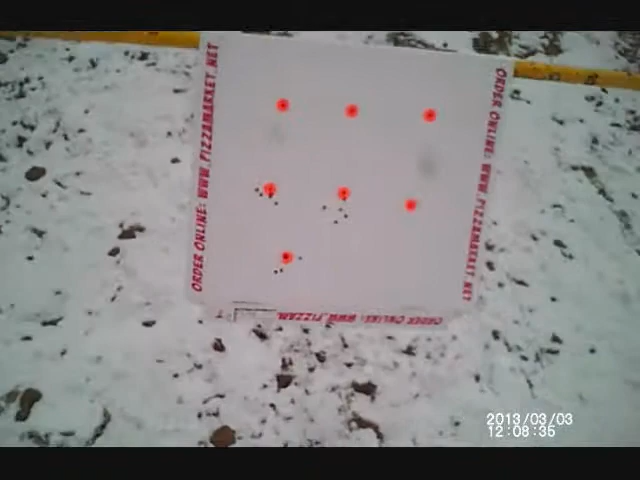 ORDER ONLINE: WWW.PIZZAMARKET.NET
ORDER ONLINE: WWW.PIZZAMARKET.NET
ORDER ONLINE: WWW.PIZZAM
2013/03/03
12:08:35